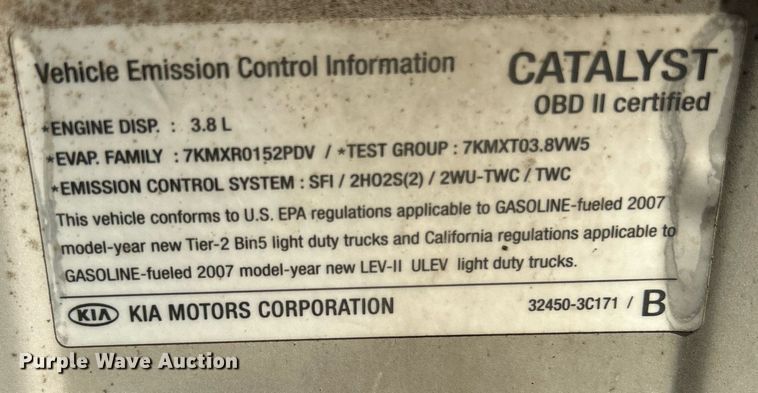 Vehicle Emission Control Information
CATALYST
OBD II certified
*ENGINE DISP. : 3.8 L
*EVAP. FAMILY : 7KMXR0152PDV / *TEST GROUP : 7KMXT03.8VW5
*EMISSION CONTROL SYSTEM : SFI / 2HO2S(2) / 2WU-TWC / TWC
This vehicle conforms to U.S. EPA regulations applicable to GASOLINE-fueled 2007
model-year new Tier-2 Bin5 light duty trucks and California regulations applicable to
GASOLINE-fueled 2007 model-year new LEV-II ULEV light duty trucks.
KIA KIA MOTORS CORPORATION
32450-3C171 / B
Purple Wave Auction